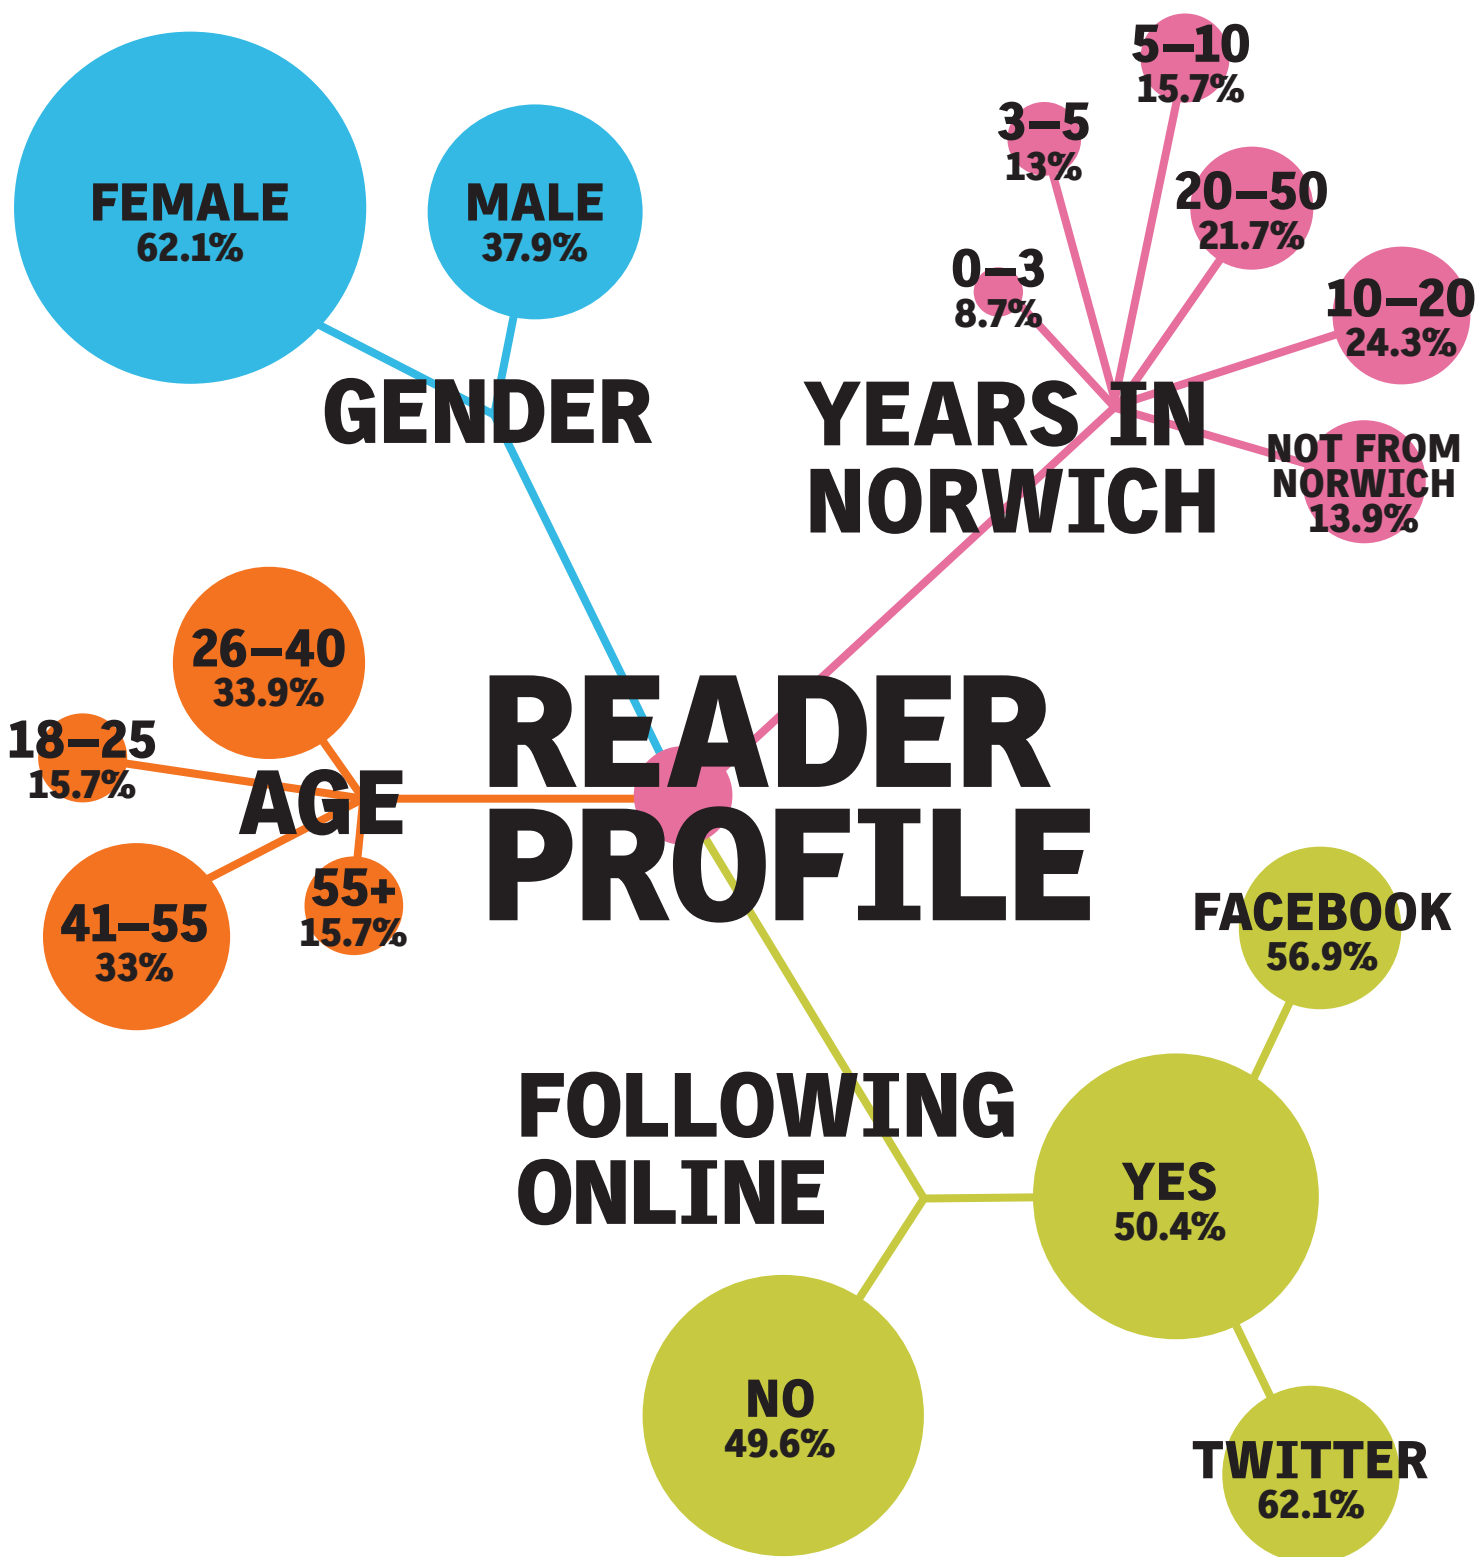 FEMALE
62.1%
MALE
37.9%
GENDER
5–10
15.7%
3–5
13%
20–50
21.7%
0–3
8.7%
10–20
24.3%
YEARS IN
NORWICH
NOT FROM
NORWICH
13.9%
26–40
33.9%
18–25
15.7%
AGE
41–55
33%
55+
15.7%
READER
PROFILE
FACEBOOK
56.9%
FOLLOWING
ONLINE
YES
50.4%
NO
49.6%
TWITTER
62.1%